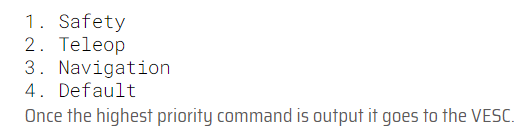 1. Safety
2. Teleop
3. Navigation
4. Default
Once the highest priority command is output it goes to the VESC.